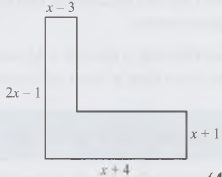 x − 3
2x − 1
x + 1
x + 4